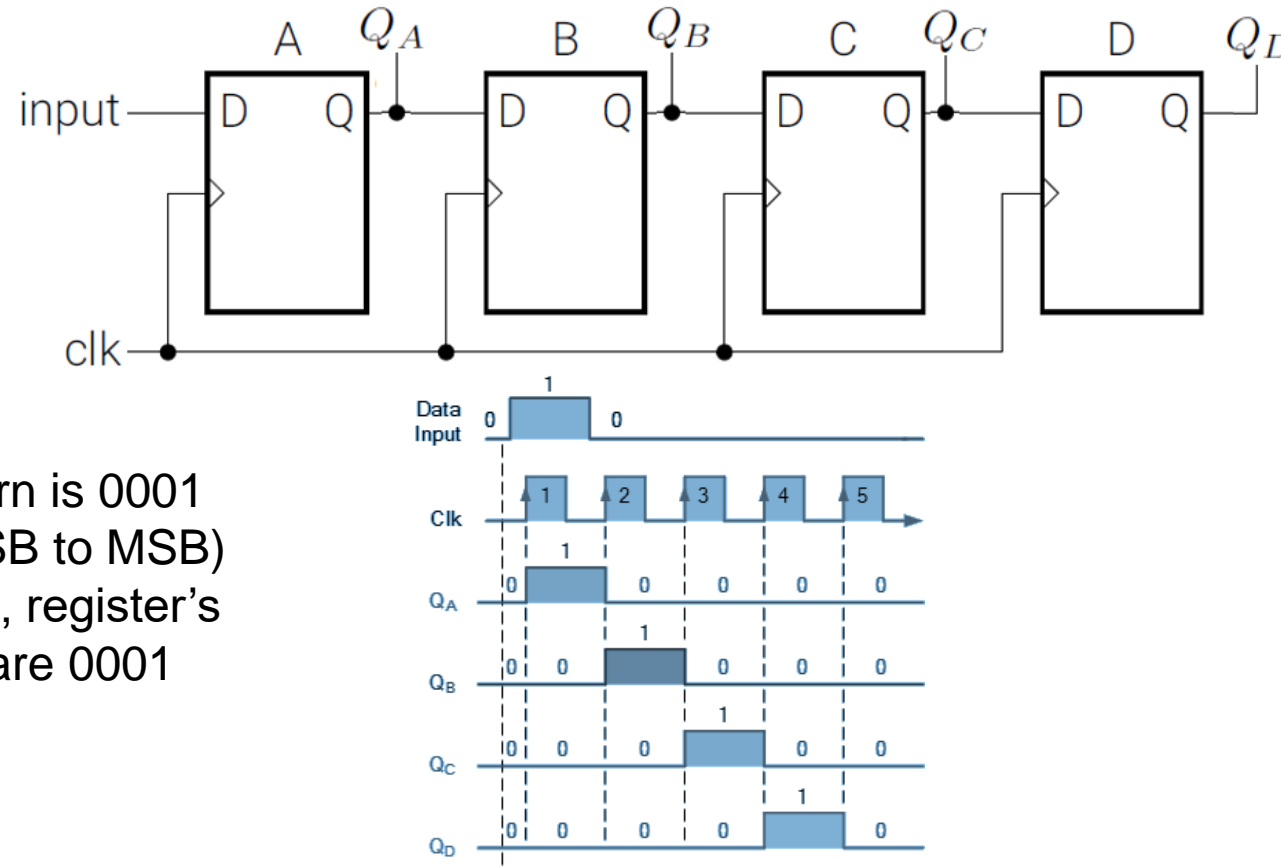 A Q_A B Q_B C Q_C D Q_D
input D Q D Q D Q D Q
clk
1
Data Input 0 0
rn is 0001
SB to MSB)
, register’s
are 0001
Clk 1 2 3 4 5
1
Q_A 0 0 0 0 0
1
Q_B 0 0 0 0 0
1
Q_C 0 0 0 0 0
1
Q_D 0 0 0 0 0